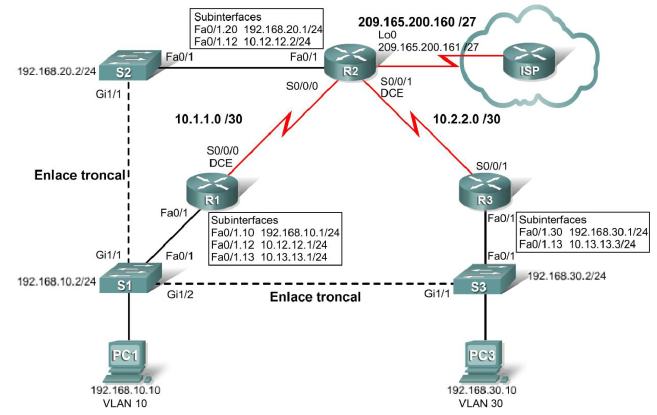 Subinterfaces
Fa0/1.20 192.168.20.1/24
Fa0/1.12 10.12.12.2/24
209.165.200.160 /27
Lo0
209.165.200.161 /27
192.168.20.2/24
S2
Fa0/1
Fa0/1
R2
ISP
Gi1/1
S0/0/0
S0/0/1
DCE
10.1.1.0 /30
10.2.2.0 /30
Enlace troncal
S0/0/0
DCE
S0/0/1
R1
R3
Fa0/1
Subinterfaces
Fa0/1.10 192.168.10.1/24
Fa0/1.12 10.12.12.1/24
Fa0/1.13 10.13.13.1/24
Fa0/1
Subinterfaces
Fa0/1.30 192.168.30.1/24
Fa0/1.13 10.13.13.3/24
Gi1/1
Fa0/1
Fa0/1
192.168.10.2/24
S1
Gi1/2
Enlace troncal
Gi1/1
S3
192.168.30.2/24
PC1
192.168.10.10
VLAN 10
PC3
192.168.30.10
VLAN 30